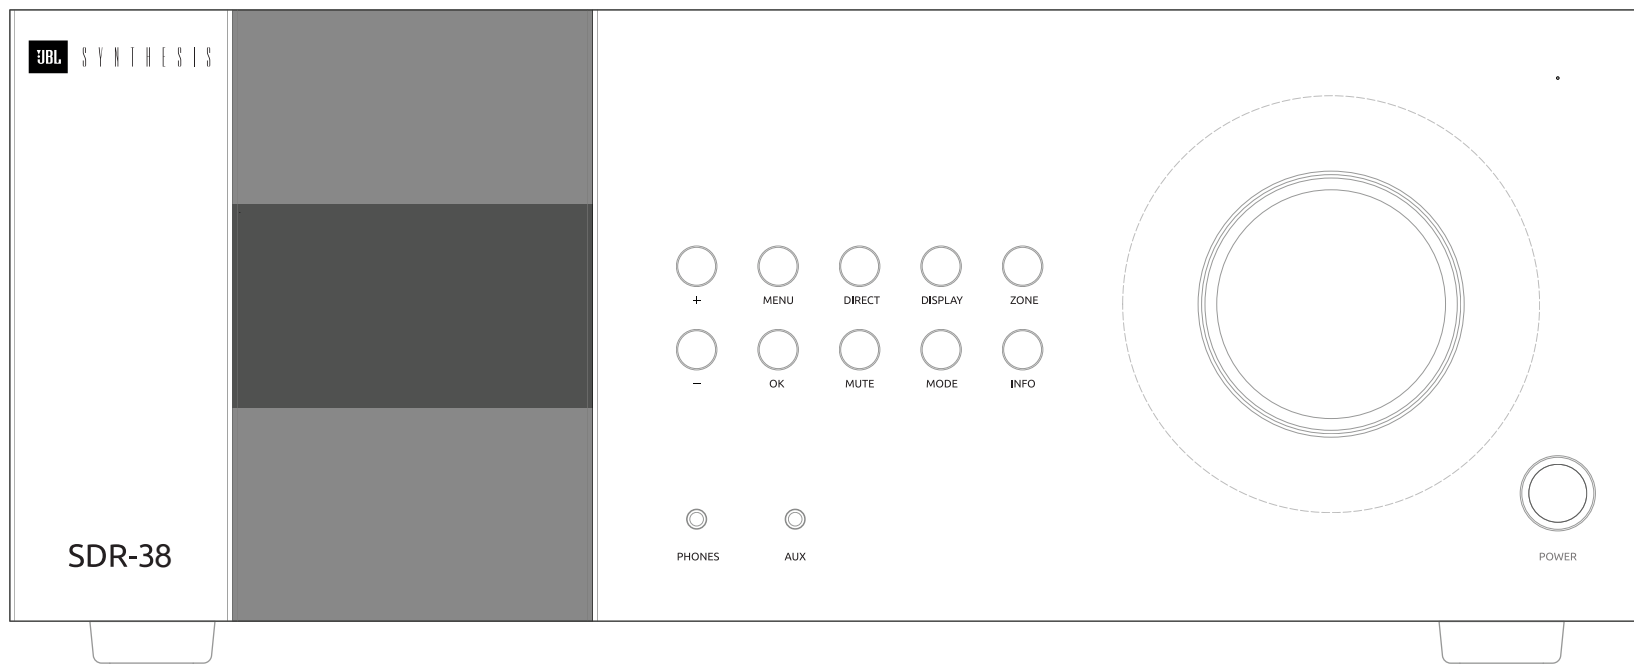 JBL SYNTHESIS
+ MENU DIRECT DISPLAY ZONE
− OK MUTE MODE INFO
SDR-38
PHONES AUX
POWER